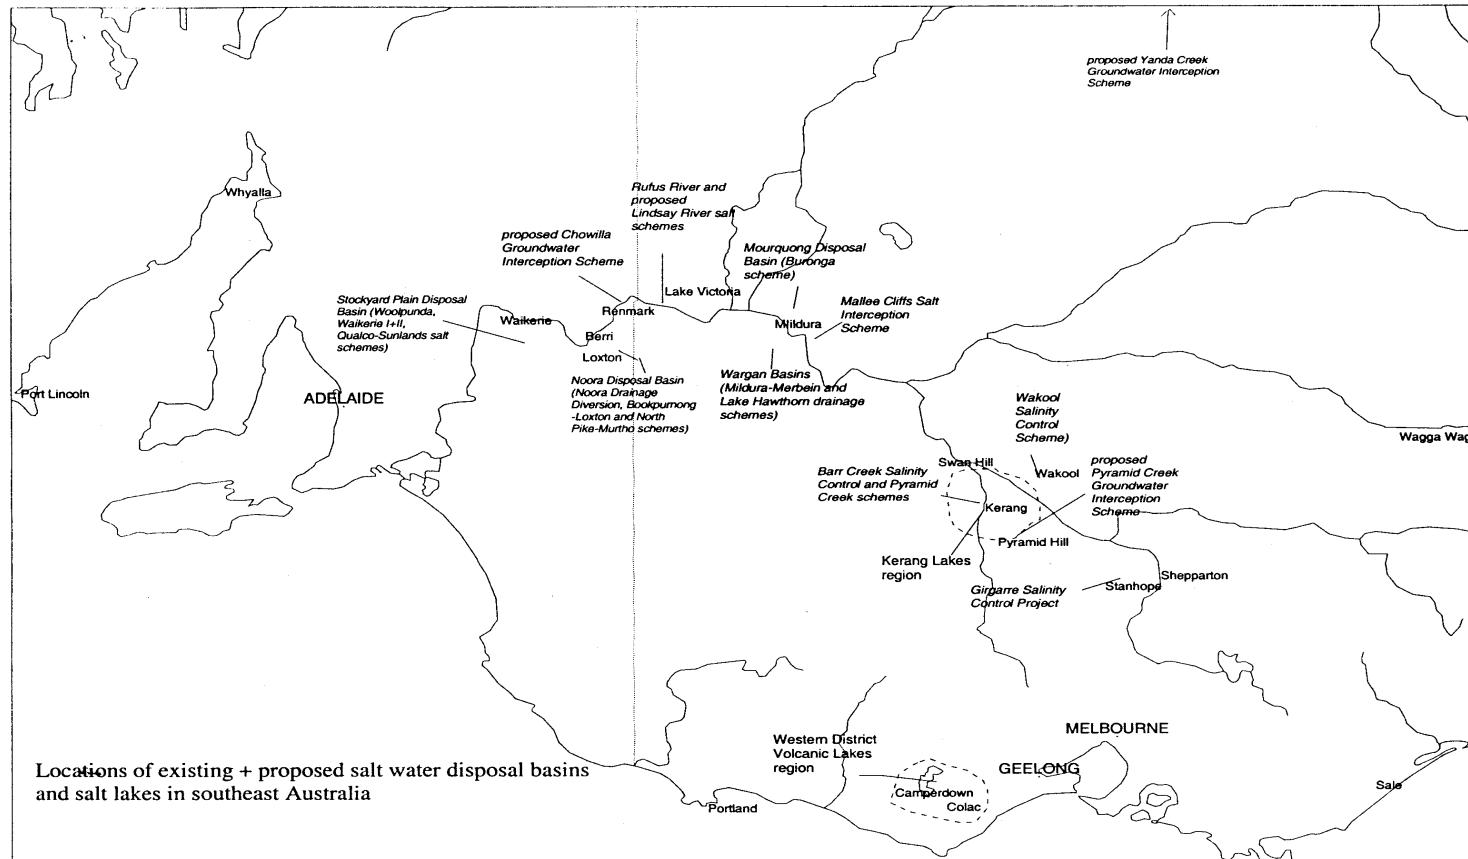 proposed Yanda Creek
Groundwater Interception
Scheme
Whyalla
Rufus River and
proposed
Lindsay River salt
schemes
proposed Chowilla
Groundwater
Interception Scheme
Mourquong Disposal
Basin (Buronga
scheme)
Lake Victoria
Stockyard Plain Disposal
Basin (Woolpunda,
Waikerie I+II,
Qualco-Sunlands salt
schemes)
Mallee Cliffs Salt
Interception
Scheme
Waikerie
Renmark
Mildura
Berri
Loxton
Port Lincoln
ADELAIDE
Noora Disposal Basin
(Noora Drainage
Diversion, Bookpurnong
-Loxton and North
Pike-Murtho schemes)
Wargan Basins
(Mildura-Merbein and
Lake Hawthorn drainage
schemes)
Wakool
Salinity
Control
Scheme)
Wagga Wag
Swan Hill
Wakool
proposed
Pyramid Creek
Groundwater
Interception
Scheme
Barr Creek Salinity
Control and Pyramid
Creek schemes
Kerang
Pyramid Hill
Kerang Lakes
region
Shepparton
Stanhope
Girgarre Salinity
Control Project
MELBOURNE
Western District
Volcanic Lakes
region
GEELONG
Camperdown
Colac
Sale
Portland
Locations of existing + proposed salt water disposal basins
and salt lakes in southeast Australia